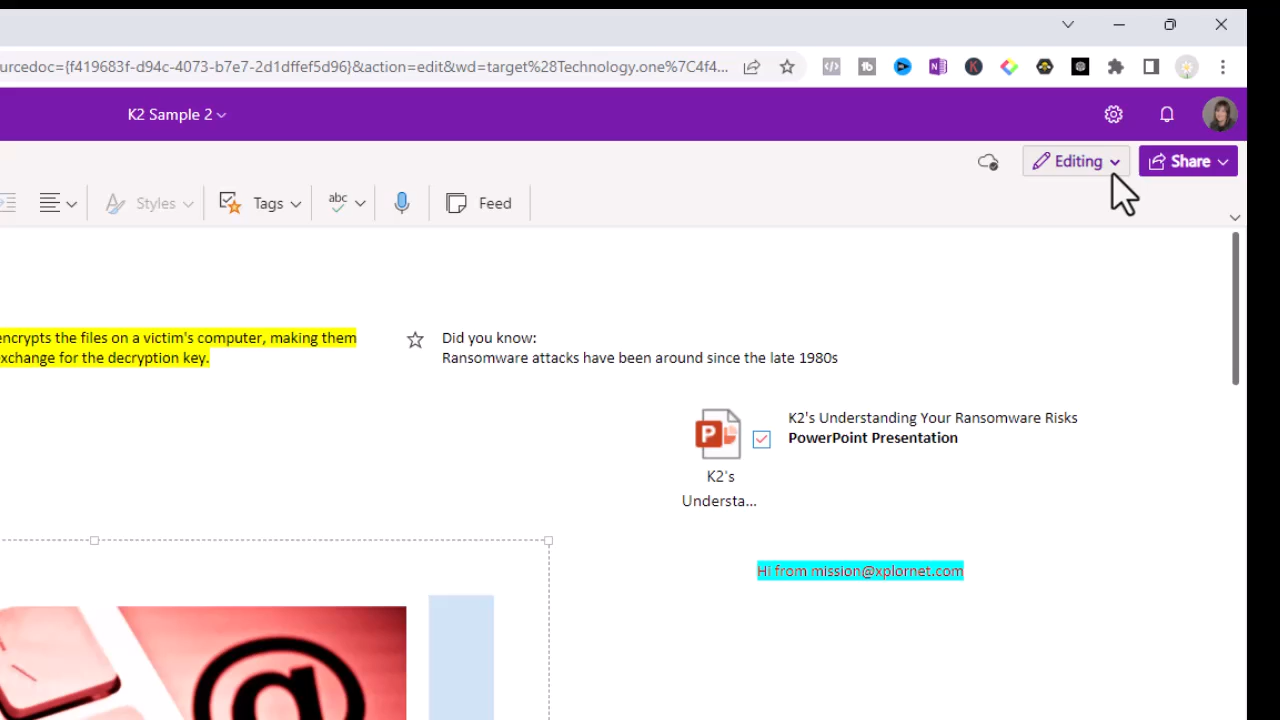 urcedoc={f419683f-d94c-4073-b7e7-2d1dffef5d96}&action=edit&wd=target%28Technology.one%7C4f4...
K2 Sample 2
Editing
Share
Styles
Tags
abc
Feed
encrypts the files on a victim's computer, making them
xchange for the decryption key.
Did you know:
Ransomware attacks have been around since the late 1980s
K2's Understanding Your Ransomware Risks
PowerPoint Presentation
P
K2's
Understa...
Hi from mission@xplornet.com
@